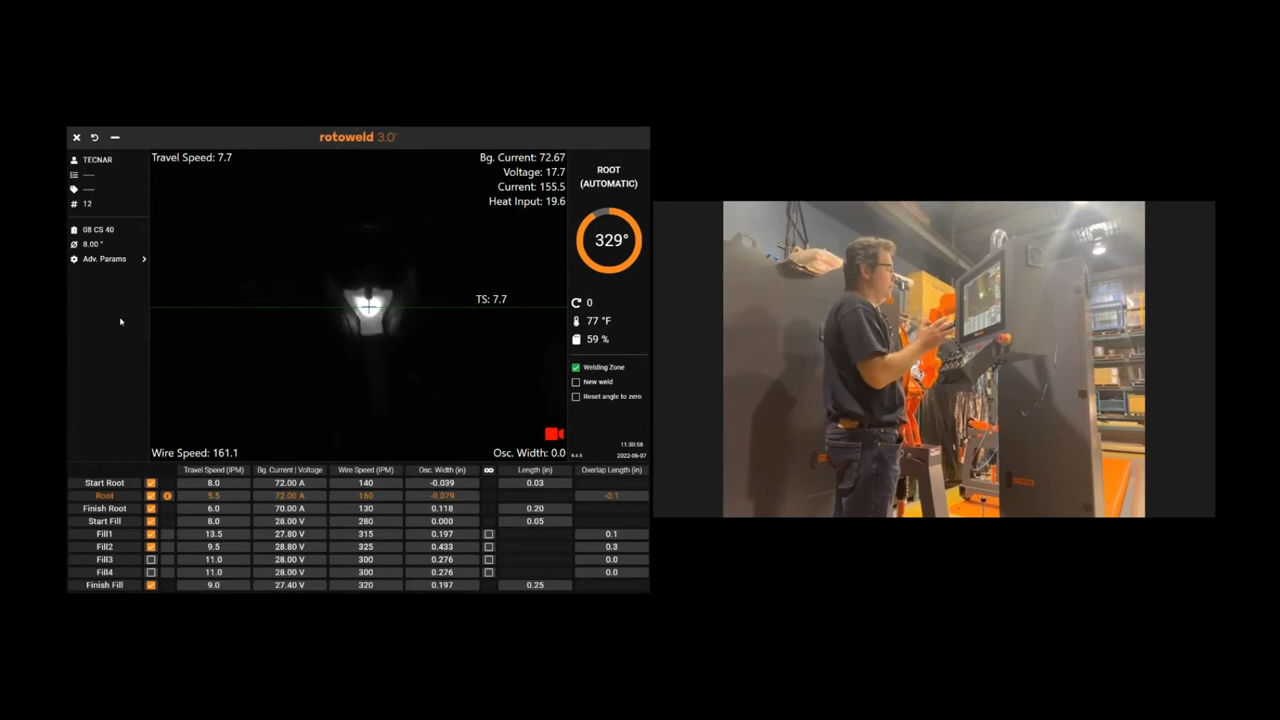 rotoweld 3.0
TECNAR
# 12
08 CS 40
8.00 "
Adv. Params
Travel Speed: 7.7
Bg. Current: 72.67
Voltage: 17.7
Current: 155.5
Heat Input: 19.6
TS: 7.7
Wire Speed: 161.1
Osc. Width: 0.0
ROOT
(AUTOMATIC)
329°
0
77 °F
59 %
Welding Zone
New weld
Reset angle to zero
11:30:58
2022-06-07
Travel Speed (IPM) Bg. Current | Voltage Wire Speed (IPM) Osc. Width (in) Length (in) Overlap Length (in)
Start Root 8.0 72.00 A 140 -0.039 0.03
Root 5.5 72.00 A 160 -0.079 -0.1
Finish Root 6.0 70.00 A 130 0.118 0.20
Start Fill 8.0 28.00 V 280 0.000 0.05
Fill1 13.5 27.80 V 315 0.197 0.1
Fill2 9.5 28.80 V 325 0.433 0.3
Fill3 11.0 28.00 V 300 0.276 0.0
Fill4 11.0 28.00 V 300 0.276 0.0
Finish Fill 9.0 27.40 V 320 0.197 0.25